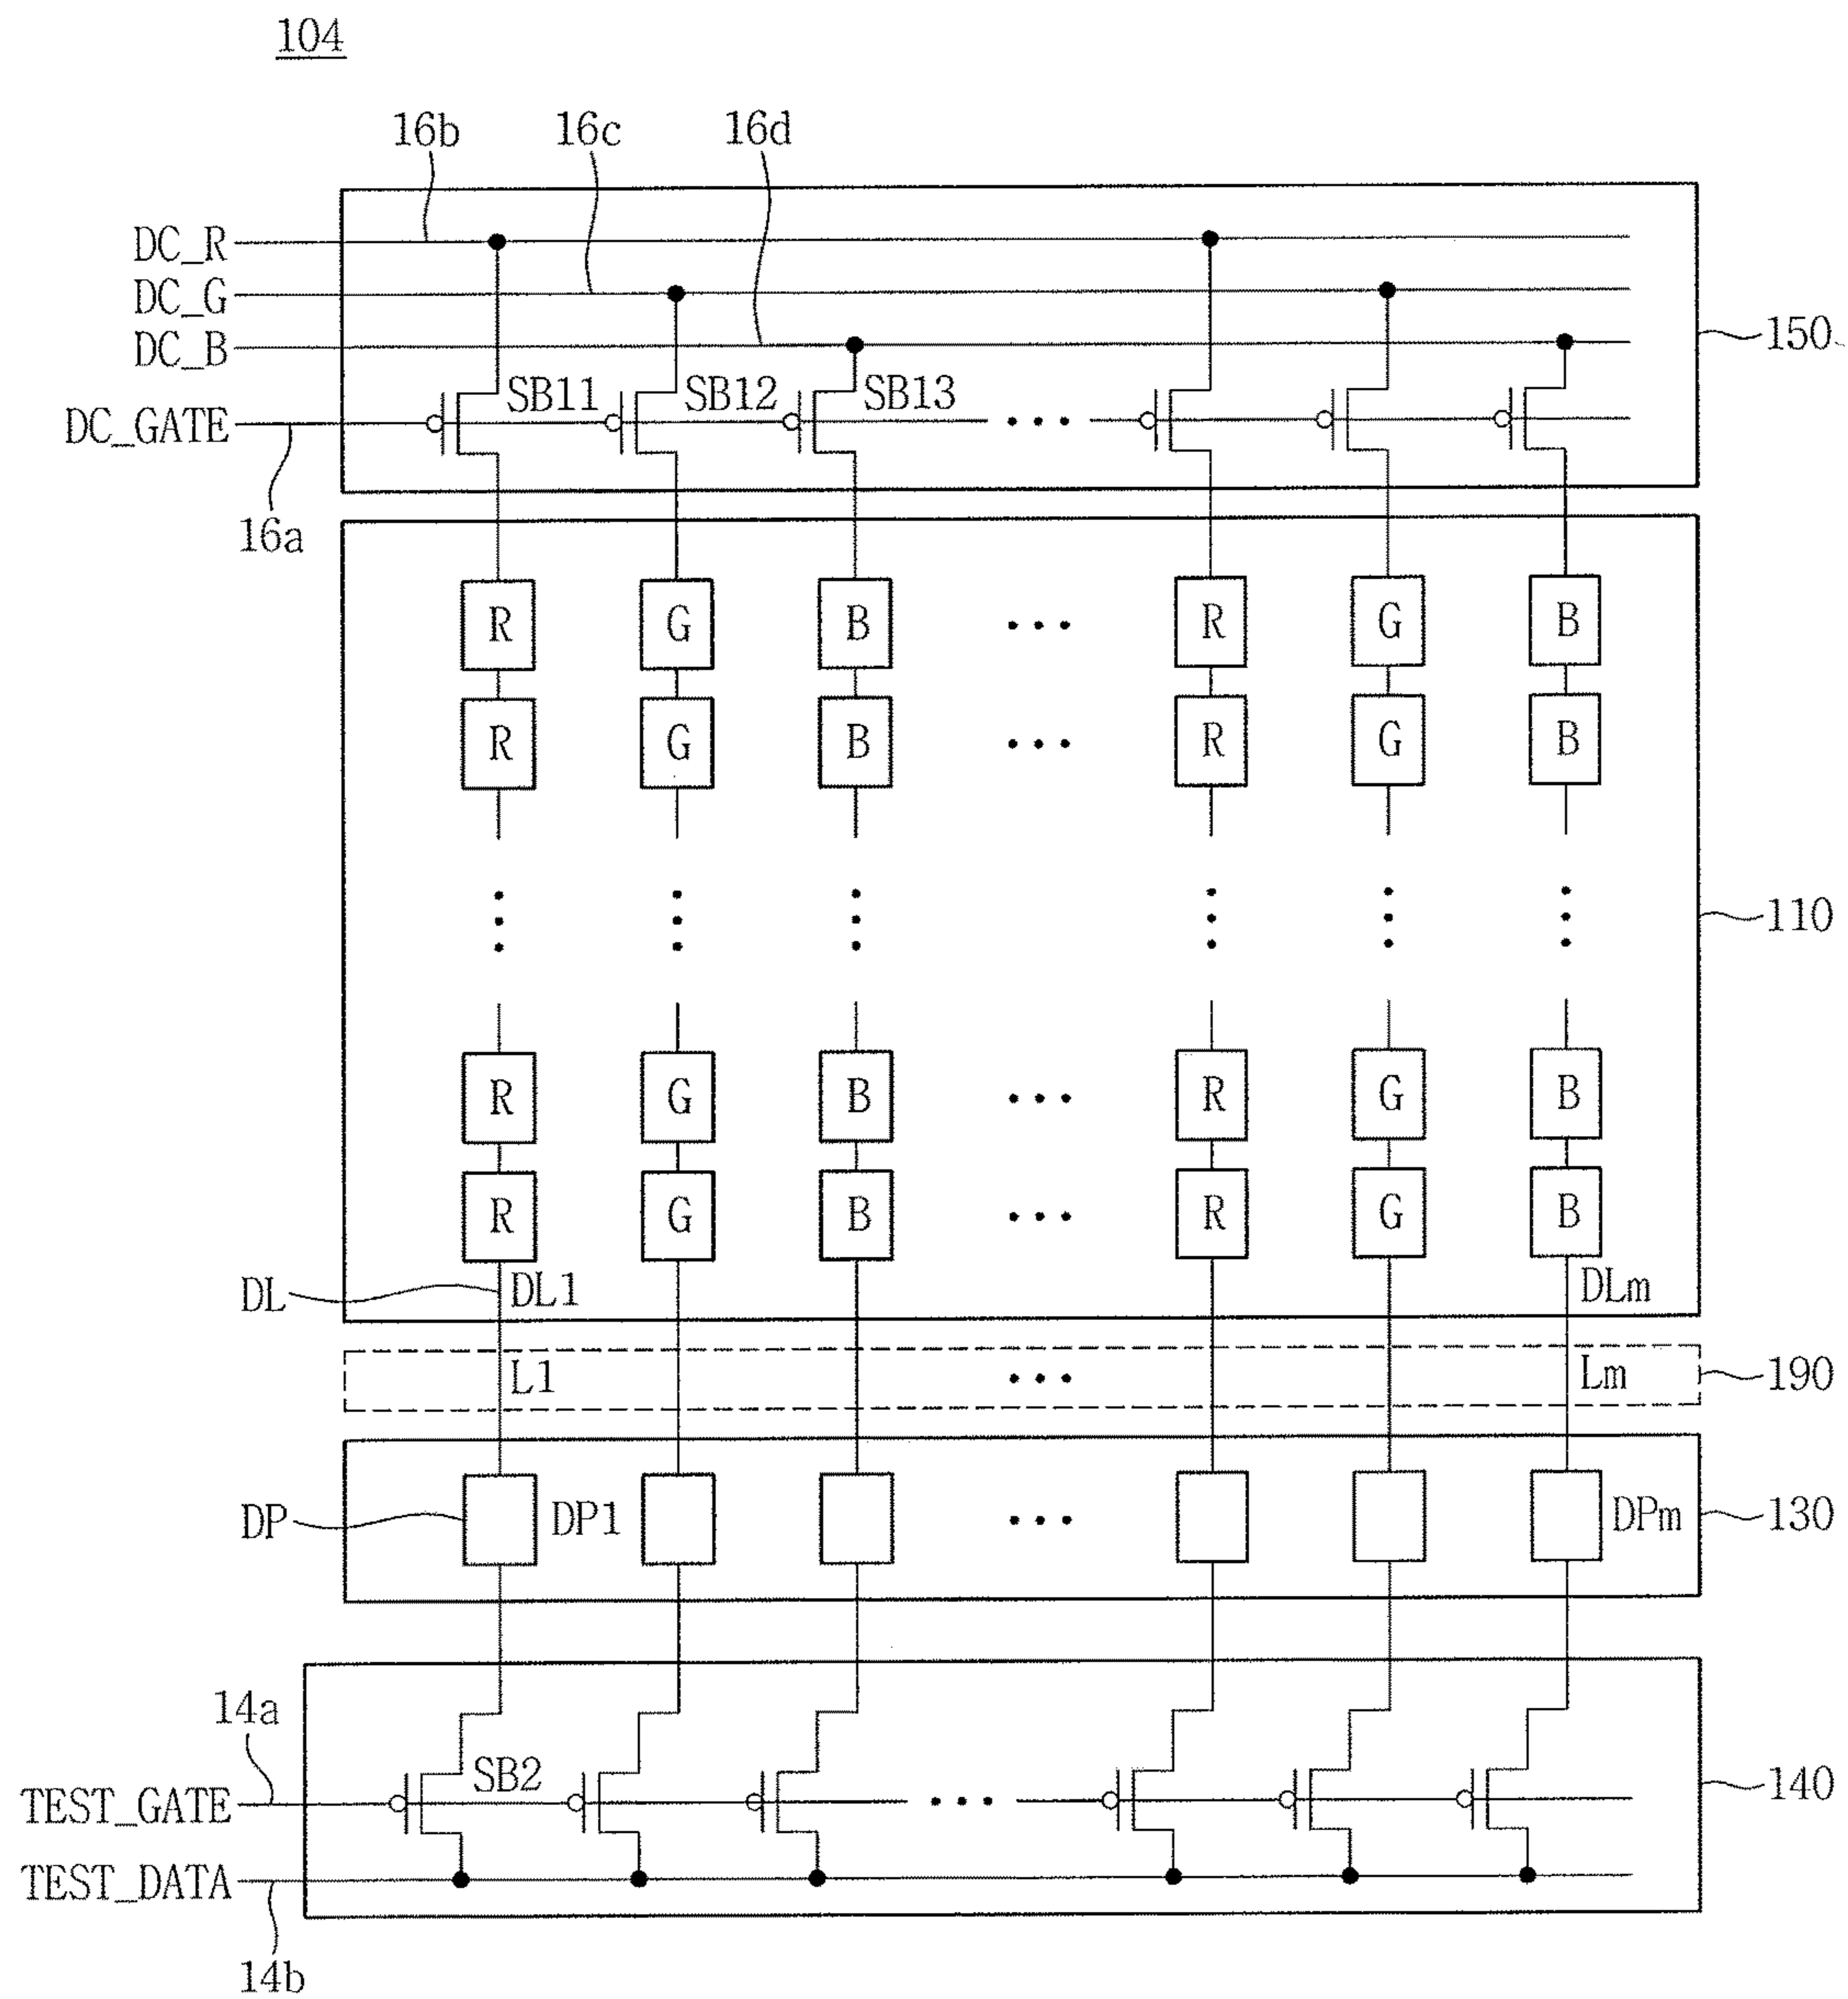 104
16b 16c 16d
DC_R
DC_G
DC_B
150
SB11 SB12 SB13
DC_GATE
16a
R G B R G B
R G B R G B
110
R G B R G B
R G B R G B
DL DL1 DLm
L1 Lm 190
DP DP1 DPm 130
14a
SB2
TEST_GATE
140
TEST_DATA
14b